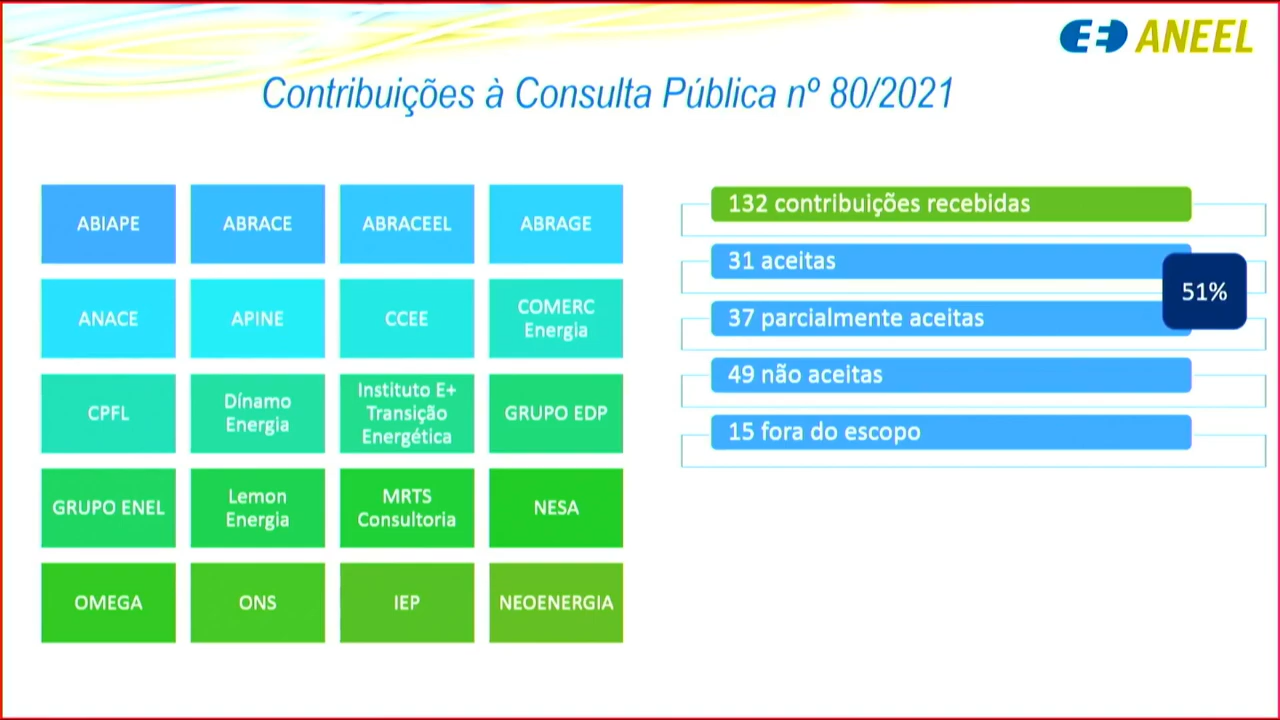 ANEEL
Contribuições à Consulta Pública nº 80/2021
ABIAPE
ABRACE
ABRACEEL
ABRAGE
ANACE
APINE
CCEE
COMERC
Energia
CPFL
Dínamo
Energia
Instituto E+
Transição
Energética
GRUPO EDP
GRUPO ENEL
Lemon
Energia
MRTS
Consultoria
NESA
OMEGA
ONS
IEP
NEOENERGIA
132 contribuições recebidas
31 aceitas
51%
37 parcialmente aceitas
49 não aceitas
15 fora do escopo